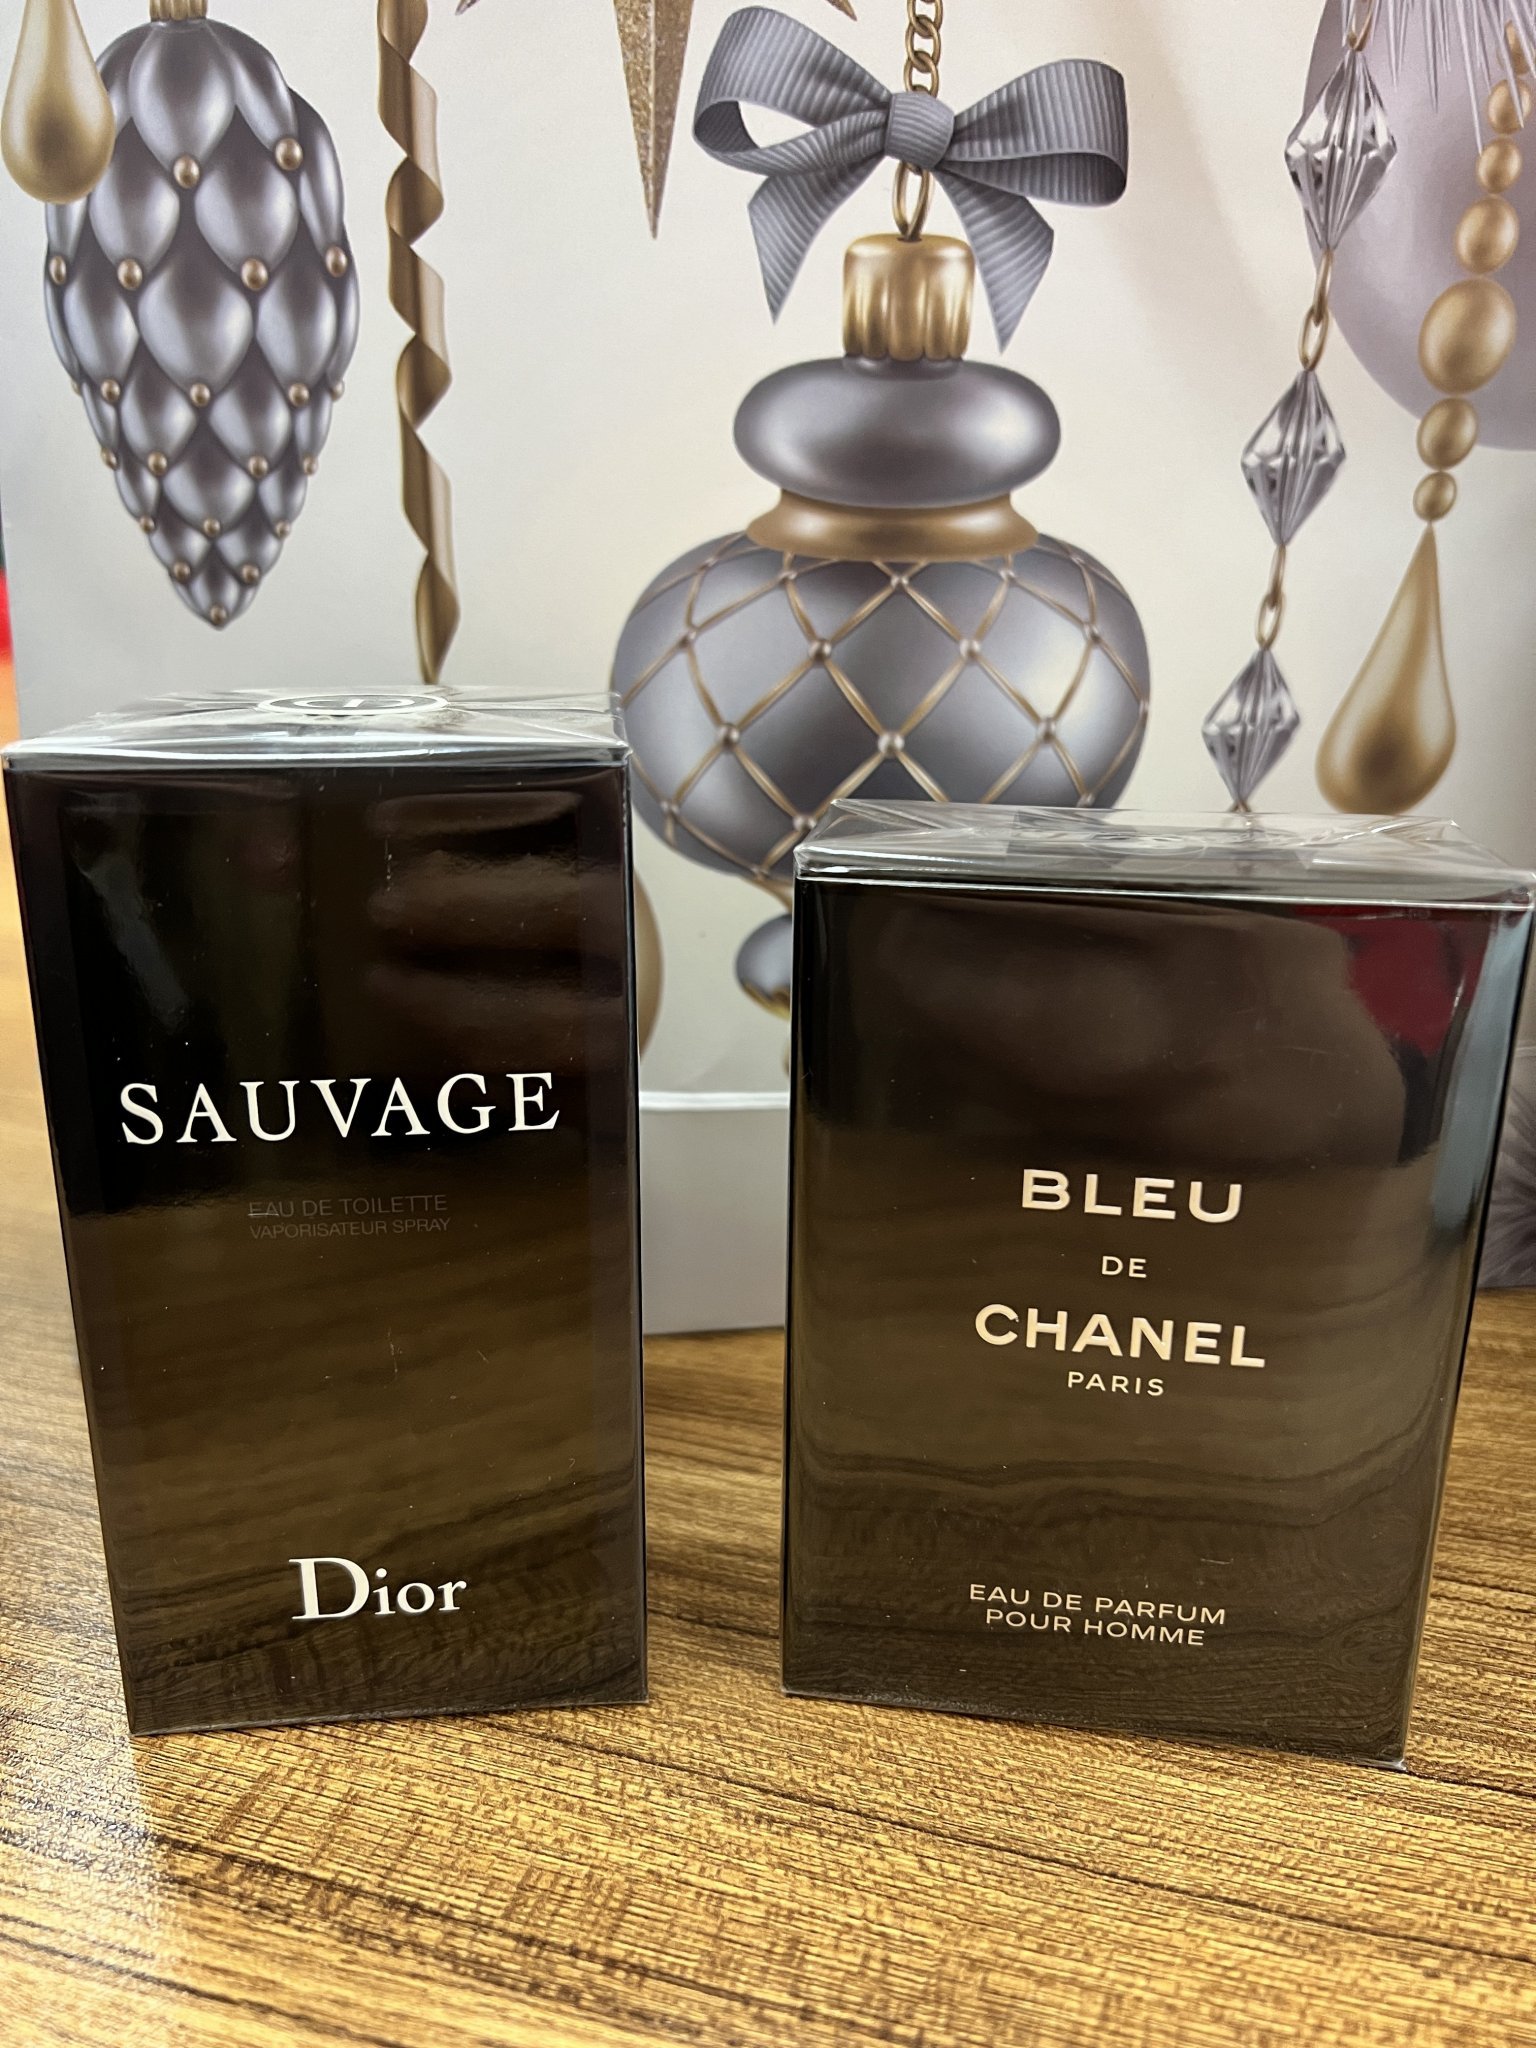 SAUVAGE
EAU DE TOILETTE
VAPORISATEUR SPRAY
Dior
BLEU
DE
CHANEL
PARIS
EAU DE PARFUM
POUR HOMME